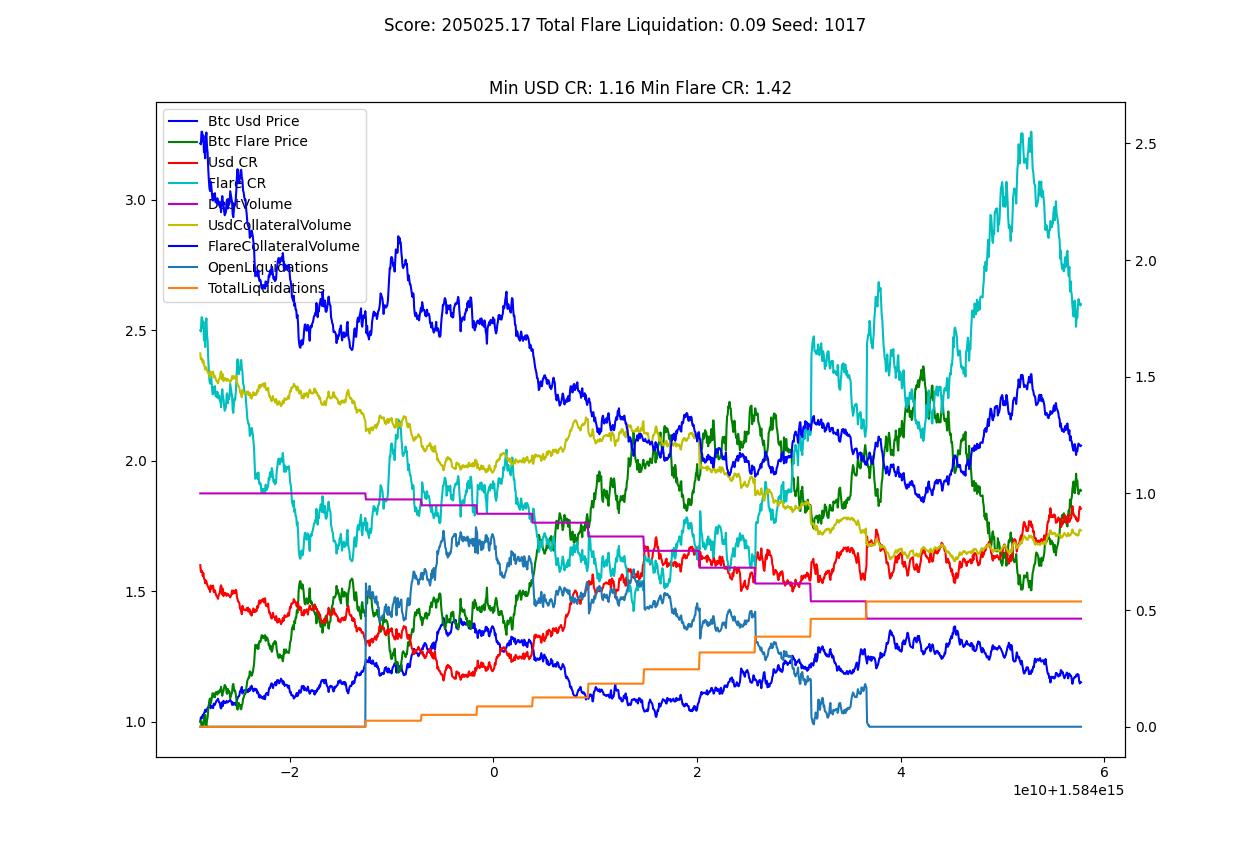 Score: 205025.17 Total Flare Liquidation: 0.09 Seed: 1017
Min USD CR: 1.16 Min Flare CR: 1.42
Btc Usd Price
Btc Flare Price
Usd CR
Flare CR
DebtVolume
UsdCollateralVolume
FlareCollateralVolume
OpenLiquidations
TotalLiquidations
3.0
2.5
2.0
1.5
1.0
2.5
2.0
1.5
1.0
0.5
0.0
−2
0
2
4
6
1e10+1.584e15